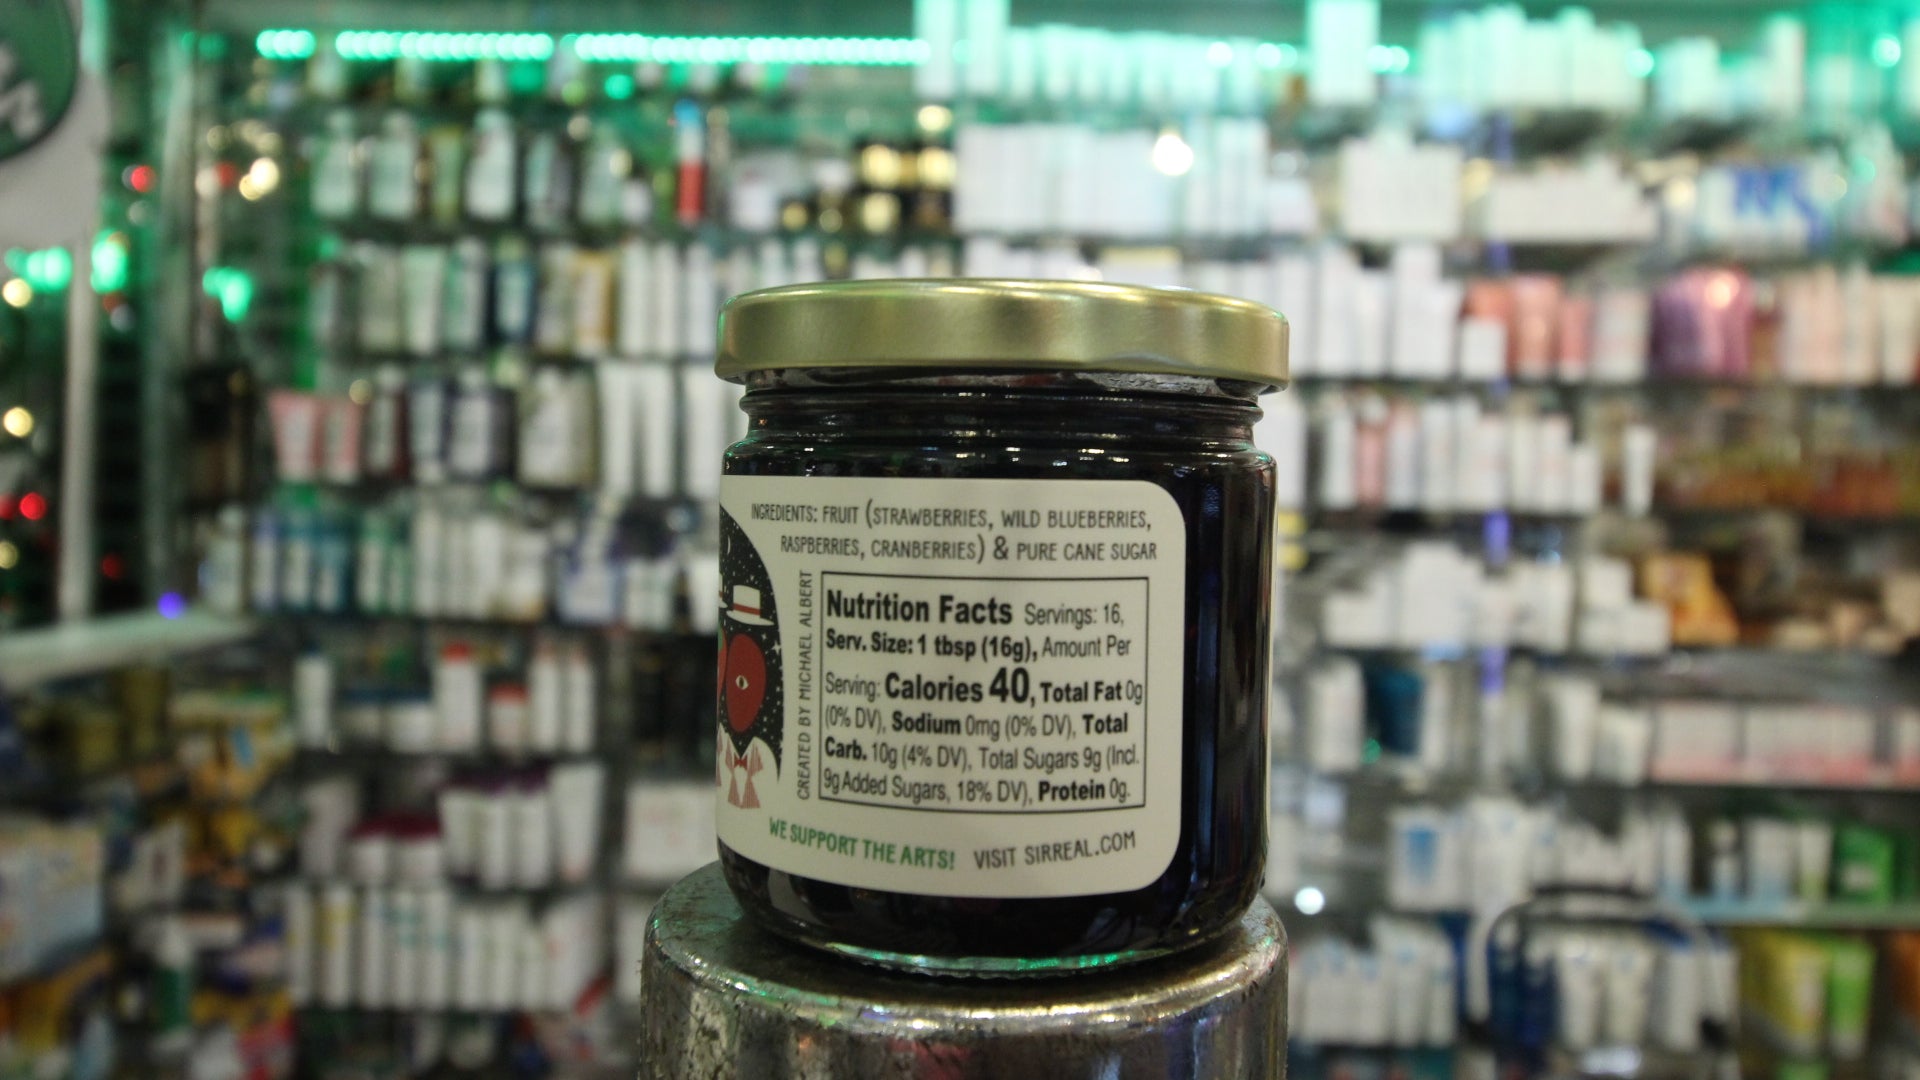 INGREDIENTS: FRUIT (STRAWBERRIES, WILD BLUEBERRIES,
RASPBERRIES, CRANBERRIES) & PURE CANE SUGAR
CREATED BY MICHAEL ALBERT
Nutrition Facts Servings: 16,
Serv. Size: 1 tbsp (16g), Amount Per
Serving: Calories 40, Total Fat 0g
(0% DV), Sodium 0mg (0% DV), Total
Carb. 10g (4% DV), Total Sugars 9g (Incl.
9g Added Sugars, 18% DV), Protein 0g.
WE SUPPORT THE ARTS! VISIT SIRREAL.COM